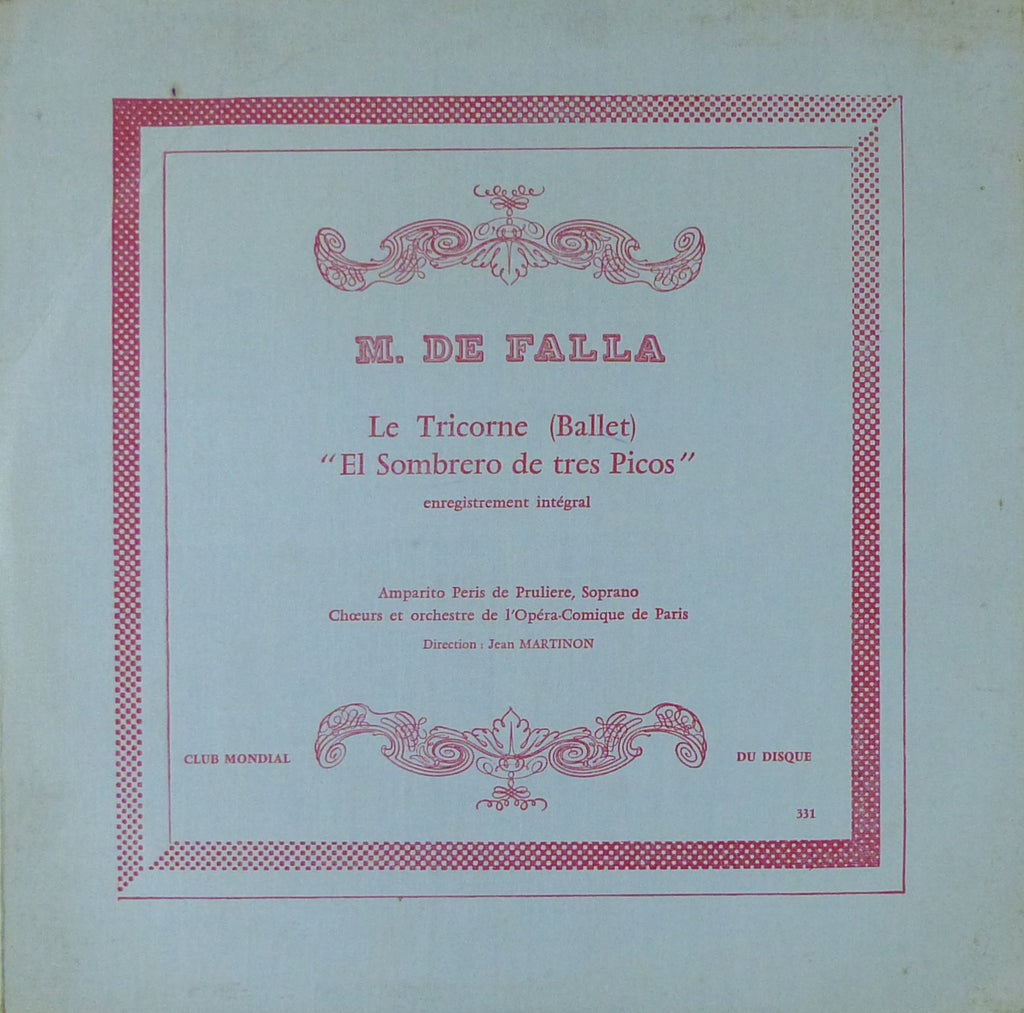 M. DE FALLA
Le Tricorne (Ballet)
"El Sombrero de tres Picos"
enregistrement intégral
Amparito Peris de Pruliere, Soprano
Chœurs et orchestre de l'Opéra-Comique de Paris
Direction : Jean MARTINON
CLUB MONDIAL DU DISQUE
331